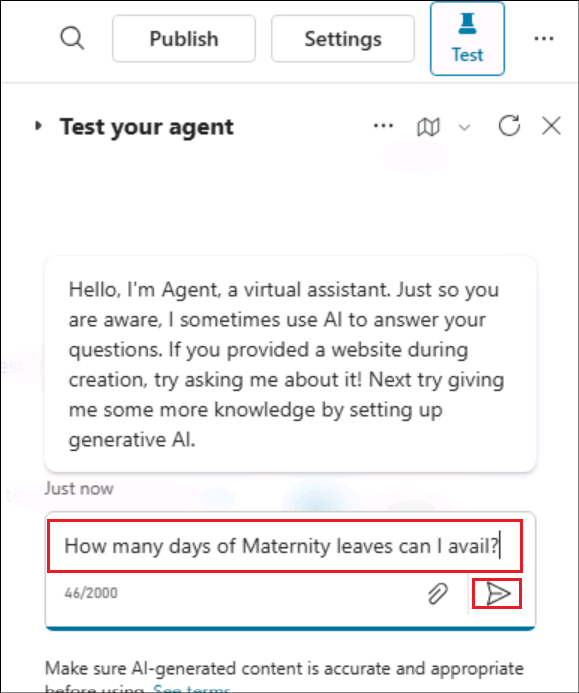 Publish
Settings
Test
Test your agent
Hello, I'm Agent, a virtual assistant. Just so you
are aware, I sometimes use AI to answer your
questions. If you provided a website during
creation, try asking me about it! Next try giving
me some more knowledge by setting up
generative AI.
Just now
How many days of Maternity leaves can I avail?
46/2000
Make sure AI-generated content is accurate and appropriate
before using. See terms